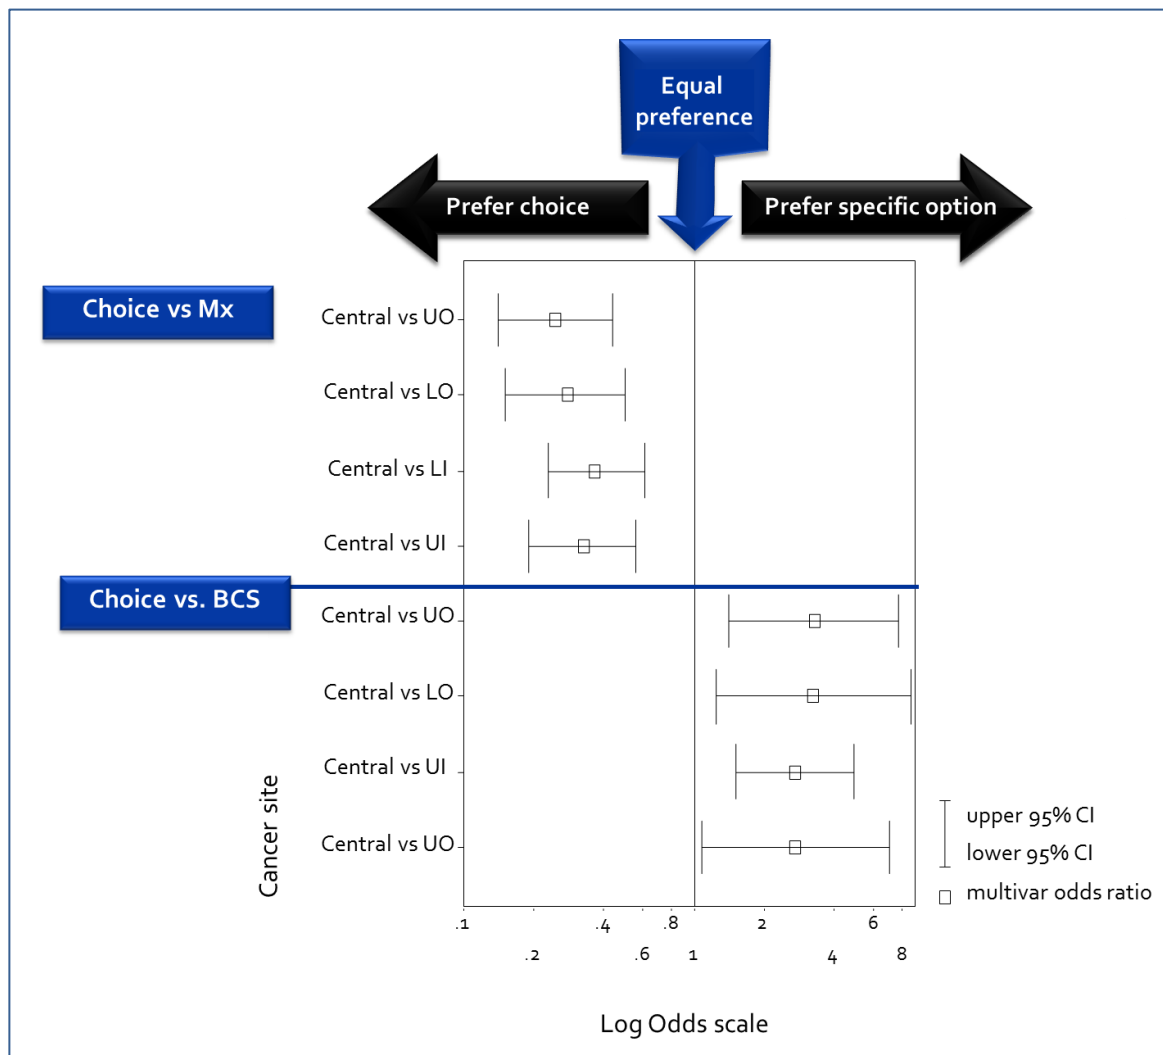 Equal
preference
Prefer choice
Prefer specific option
Choice vs Mx
Central vs UO
Central vs LO
Central vs LI
Central vs UI
Choice vs. BCS
Central vs UO
Central vs LO
Central vs UI
Central vs UO
Cancer site
upper 95% CI
lower 95% CI
multivar odds ratio
.1 .4 .8 2 6
.2 .6 1 4 8
Log Odds scale